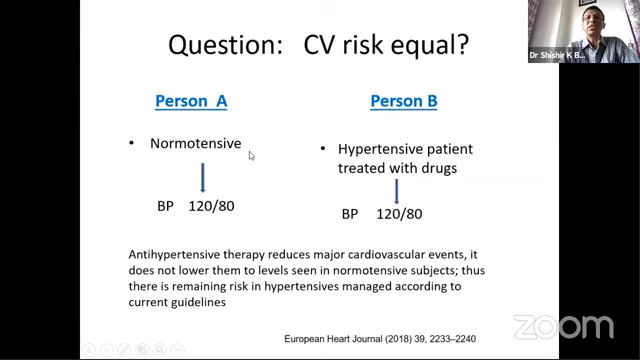 Question: CV risk equal?
Dr Shishir K B...
Person A
Person B
• Normotensive
• Hypertensive patient
treated with drugs
BP 120/80
BP 120/80
Antihypertensive therapy reduces major cardiovascular events, it
does not lower them to levels seen in normotensive subjects; thus
there is remaining risk in hypertensives managed according to
current guidelines
zoom
European Heart Journal (2018) 39, 2233–2240